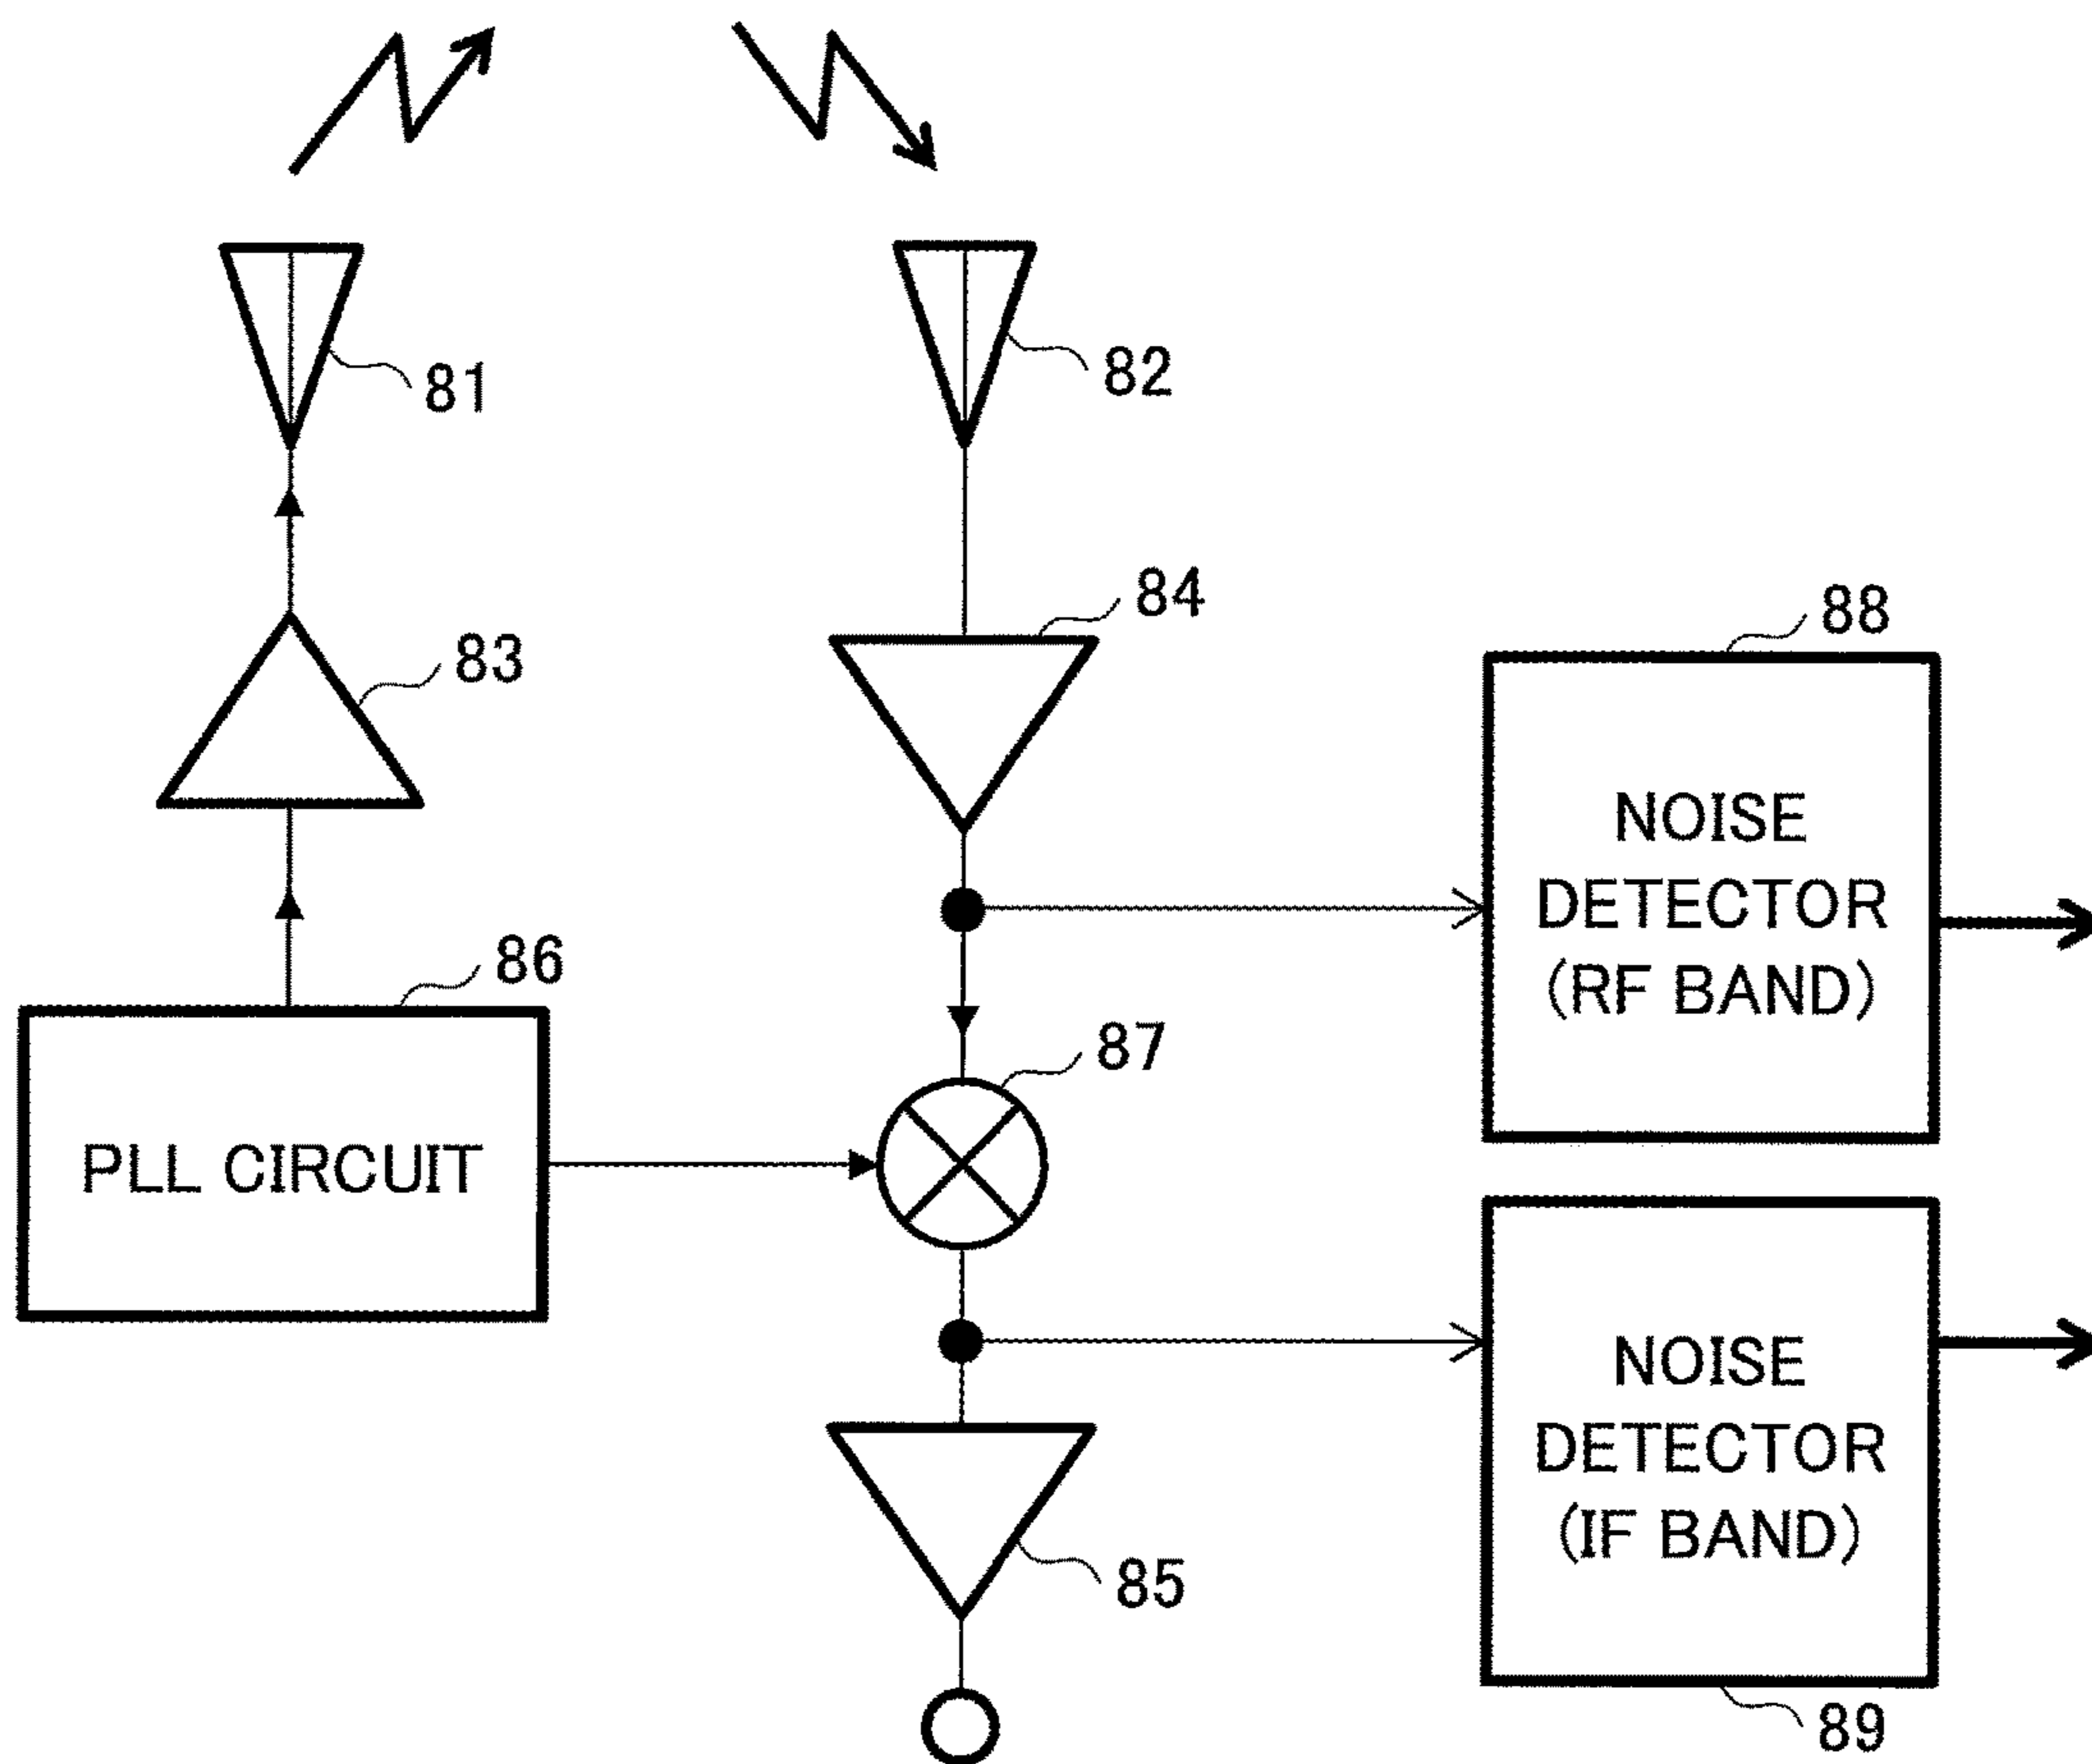 81
82
83
84
88
NOISE
DETECTOR
(RF BAND)
86
87
PLL CIRCUIT
NOISE
DETECTOR
(IF BAND)
85
89